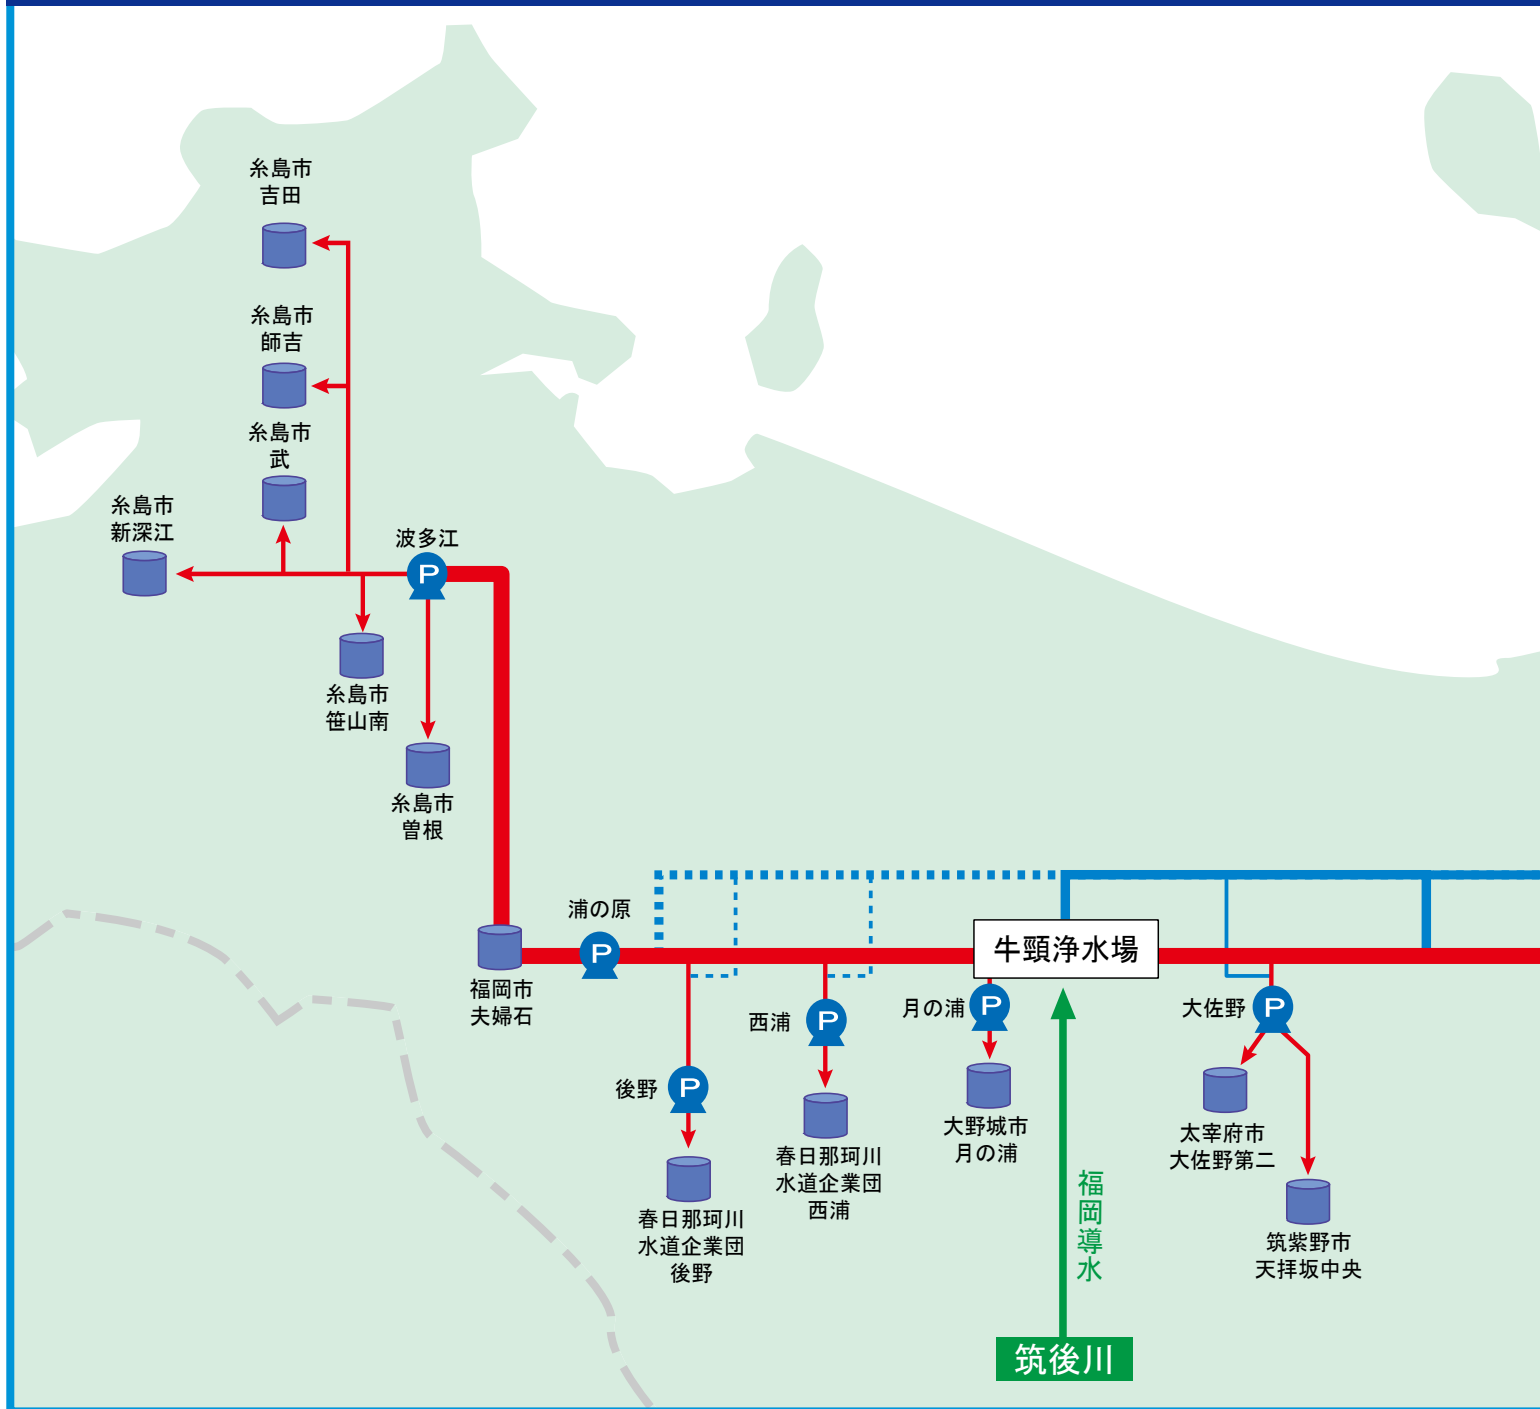 糸島市
吉田
糸島市
師吉
糸島市
武
糸島市
新深江
波多江
P
糸島市
笹山南
糸島市
曽根
浦の原
P
福岡市
夫婦石
牛頸浄水場
後野
P
春日那珂川
水道企業団
後野
西浦
P
春日那珂川
水道企業団
西浦
月の浦
P
大野城市
月の浦
大佐野
P
太宰府市
大佐野第二
筑紫野市
天拝坂中央
福岡導水
筑後川